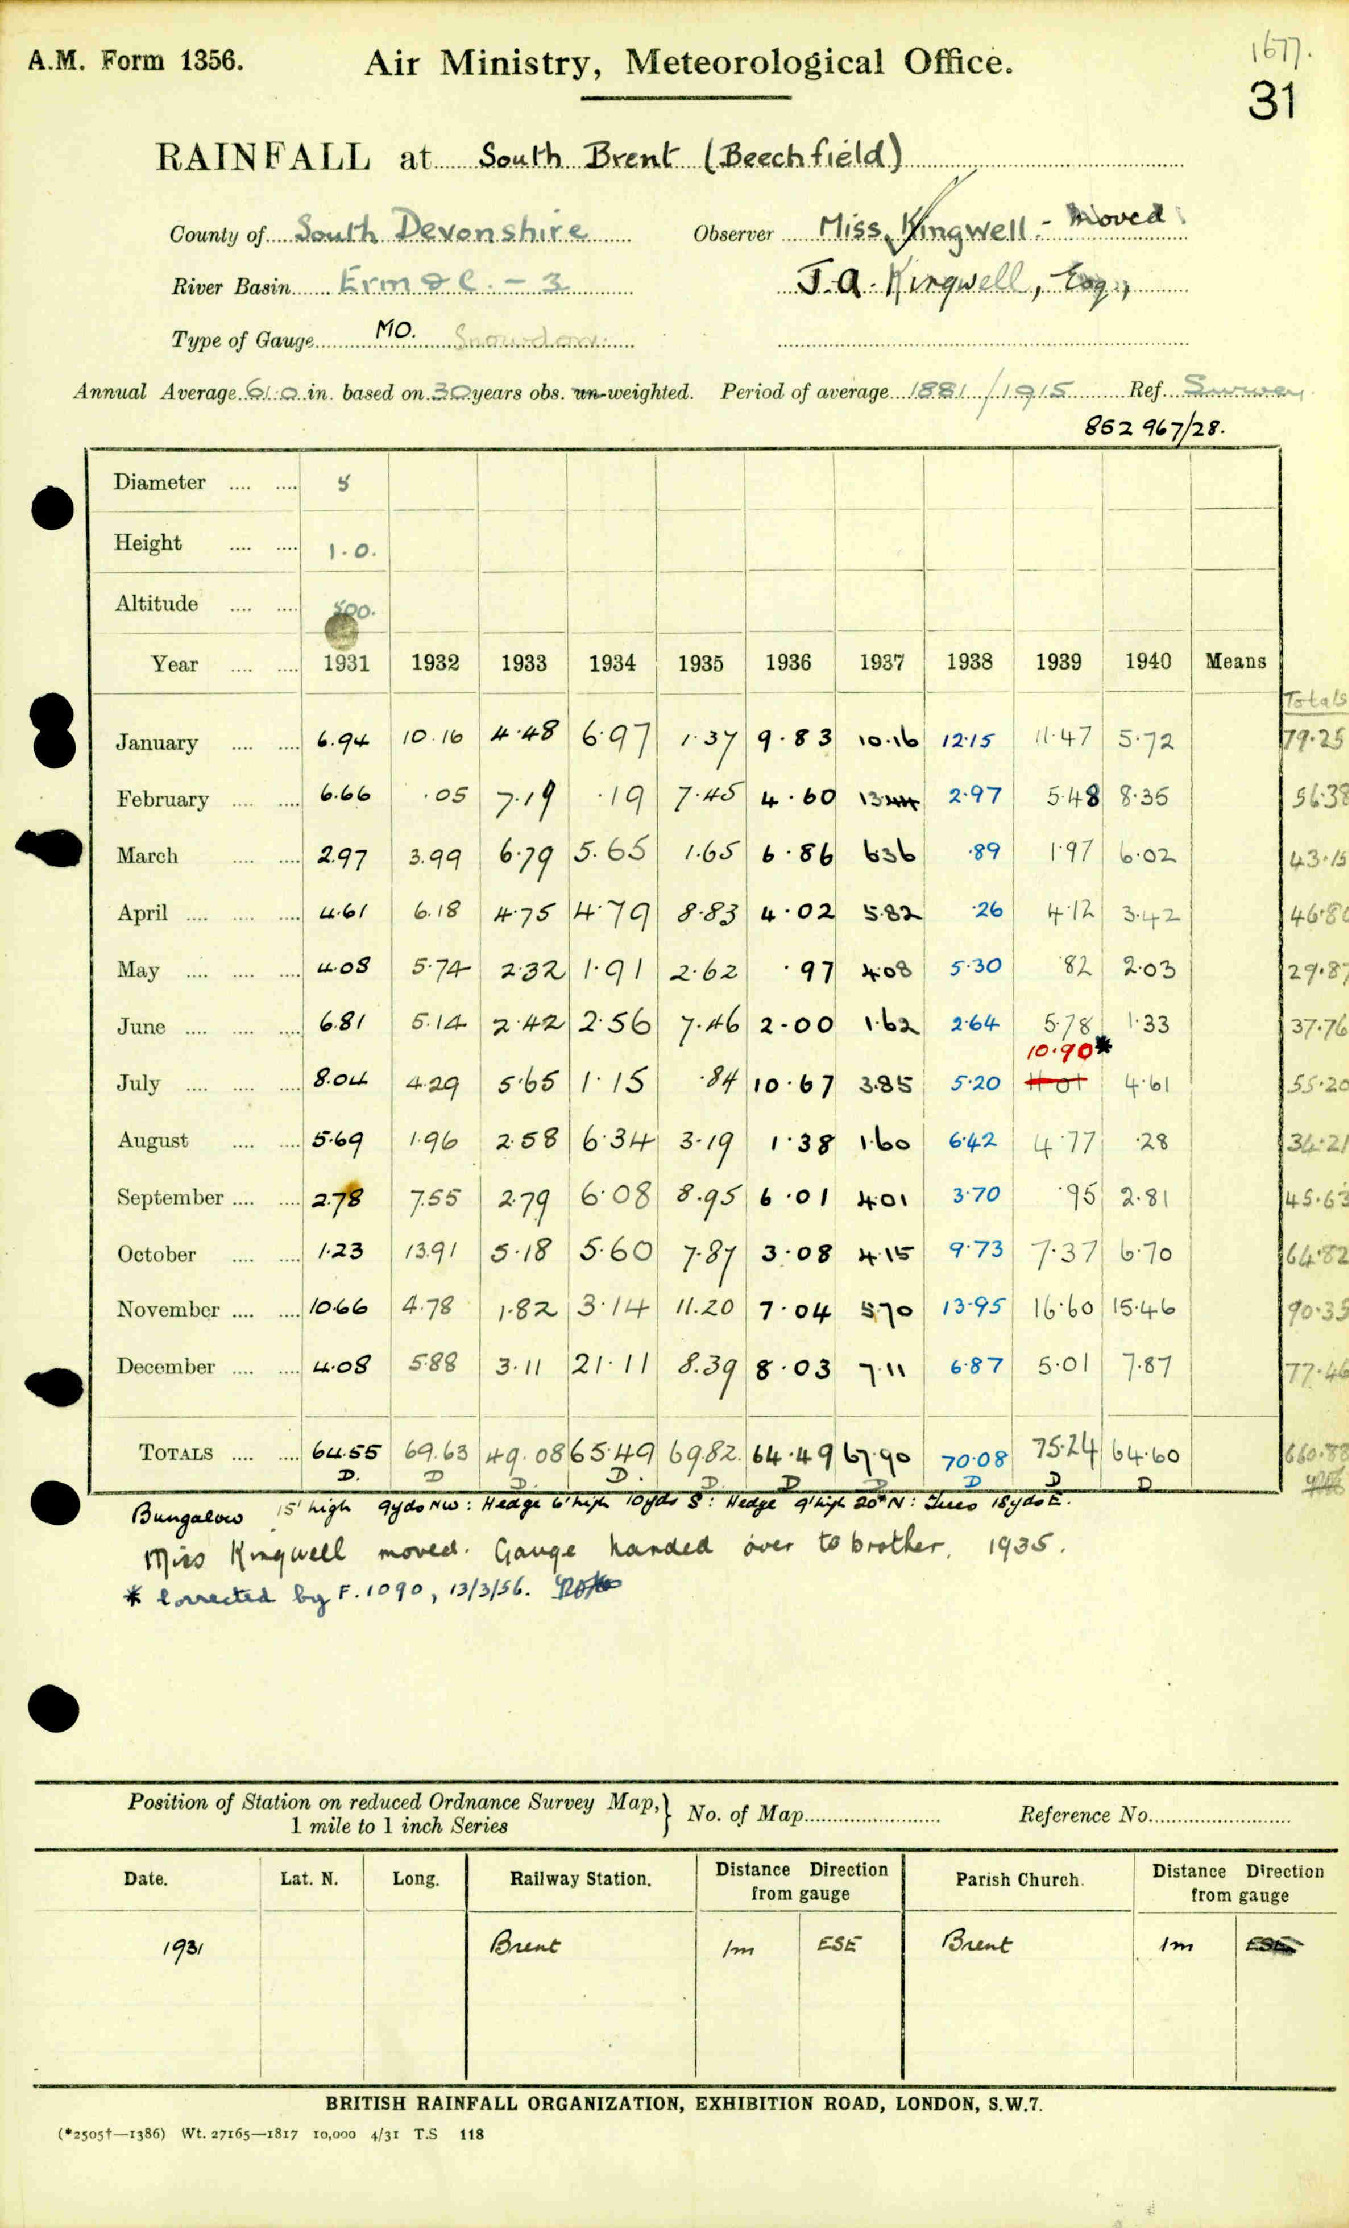 A.M. Form 1356.
Air Ministry, Meteorological Office.
1677.
31
RAINFALL at South Brent (Beechfield)
County of South Devonshire
Observer Miss Kingwell - moved
River Basin Erm &c. - 3
J.A. Kingwell, Esq.,
Type of Gauge MO. Snowdon
Annual Average 61.0 in. based on 30 years obs. un-weighted. Period of average 1881/1915 Ref. Survey
852 967/28.
Diameter .... .... 5
Height .... .... 1.0.
Altitude .... .... 500.
Year .... .... 1931 1932 1933 1934 1935 1936 1937 1938 1939 1940 Means
Totals
January .... .... 6.94 10.16 4.48 6.97 1.37 9.83 10.16 12.15 11.47 5.72 79.25
February .... .... 6.66 .05 7.19 .19 7.45 4.60 13.44 2.97 5.48 8.35 56.38
March .... .... 2.97 3.99 6.79 5.65 1.65 6.86 6.36 .89 1.97 6.02 43.15
April .... .... .... 4.61 6.18 4.75 4.79 8.83 4.02 5.82 .26 4.12 3.42 46.80
May .... .... .... 4.08 5.74 2.32 1.91 2.62 .97 4.08 5.30 .82 2.03 29.87
June .... .... .... 6.81 5.14 2.42 2.56 7.46 2.00 1.62 2.64 5.78 1.33 37.76
10.90*
July .... .... .... 8.04 4.29 5.65 1.15 .84 10.67 3.85 5.20 11.01 4.61 55.20
August .... .... 5.69 1.96 2.58 6.34 3.19 1.38 1.60 6.42 4.77 .28 34.21
September .... .... 2.78 7.55 2.79 6.08 8.95 6.01 4.01 3.70 .95 2.81 45.63
October .... .... 1.23 13.91 5.18 5.60 7.87 3.08 4.15 9.73 7.37 6.70 64.82
November .... .... 10.66 4.78 1.82 3.14 11.20 7.04 5.70 13.95 16.60 15.46 90.35
December .... .... 4.08 5.88 3.11 21.11 8.39 8.03 7.11 6.87 5.01 7.87 77.46
TOTALS .... .... 64.55 69.63 49.08 65.49 69.82 64.49 67.90 70.08 75.24 64.60 660.88
D. D D. D. D. D D D D D
Bungalow 15' high 9yds NW : Hedge 6' high 10yds S : Hedge 9' high 20" N : Trees 18yds E.
Miss Kingwell moved. Gauge handed over to brother, 1935.
* Corrected by F.1090, 13/3/56.
Position of Station on reduced Ordnance Survey Map,} No. of Map.................... Reference No....................
1 mile to 1 inch Series
Date. Lat. N. Long. Railway Station. Distance Direction from gauge Parish Church. Distance Direction from gauge
1931 Brent 1m ESE Brent 1m ESE
BRITISH RAINFALL ORGANIZATION, EXHIBITION ROAD, LONDON, S.W.7.
(*2505†—1386) Wt. 27165—1817 10,000 4/31 T.S 118